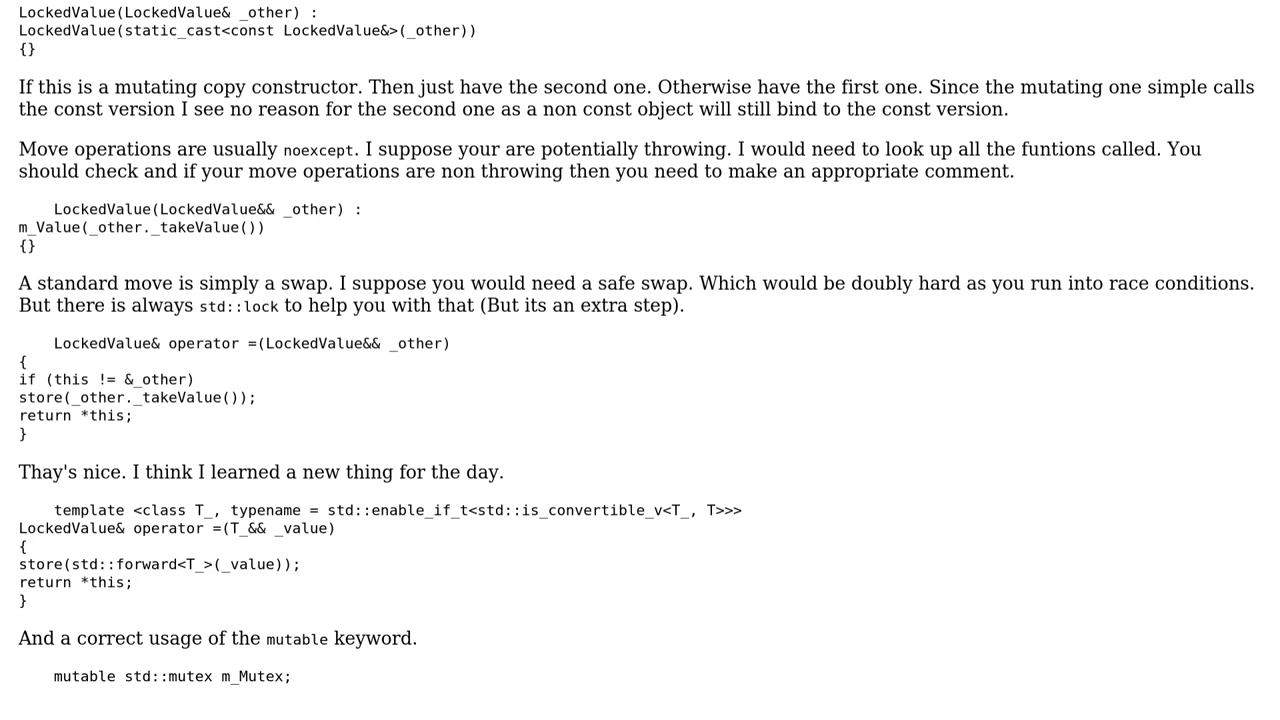 LockedValue(LockedValue& _other) :
LockedValue(static_cast<const LockedValue&>(_other))
{}
If this is a mutating copy constructor. Then just have the second one. Otherwise have the first one. Since the mutating one simple calls
the const version I see no reason for the second one as a non const object will still bind to the const version.
Move operations are usually noexcept. I suppose your are potentially throwing. I would need to look up all the funtions called. You
should check and if your move operations are non throwing then you need to make an appropriate comment.
LockedValue(LockedValue&& _other) :
m_Value(_other._takeValue())
{}
A standard move is simply a swap. I suppose you would need a safe swap. Which would be doubly hard as you run into race conditions.
But there is always std::lock to help you with that (But its an extra step).
LockedValue& operator =(LockedValue&& _other)
{
if (this != &_other)
store(_other._takeValue());
return *this;
}
Thay's nice. I think I learned a new thing for the day.
template <class T_, typename = std::enable_if_t<std::is_convertible_v<T_, T>>>
LockedValue& operator =(T_&& _value)
{
store(std::forward<T_>(_value));
return *this;
}
And a correct usage of the mutable keyword.
mutable std::mutex m_Mutex;